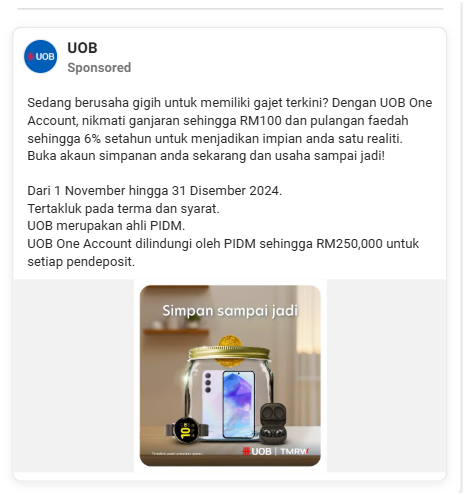 UOB
UOB
Sponsored
Sedang berusaha gigih untuk memiliki gajet terkini? Dengan UOB One
Account, nikmati ganjaran sehingga RM100 dan pulangan faedah
sehingga 6% setahun untuk menjadikan impian anda satu realiti.
Buka akaun simpanan anda sekarang dan usaha sampai jadi!
Dari 1 November hingga 31 Disember 2024.
Tertakluk pada terma dan syarat.
UOB merupakan ahli PIDM.
UOB One Account dilindungi oleh PIDM sehingga RM250,000 untuk
setiap pendeposit.
Simpan sampai jadi
10
UOB | TMRW